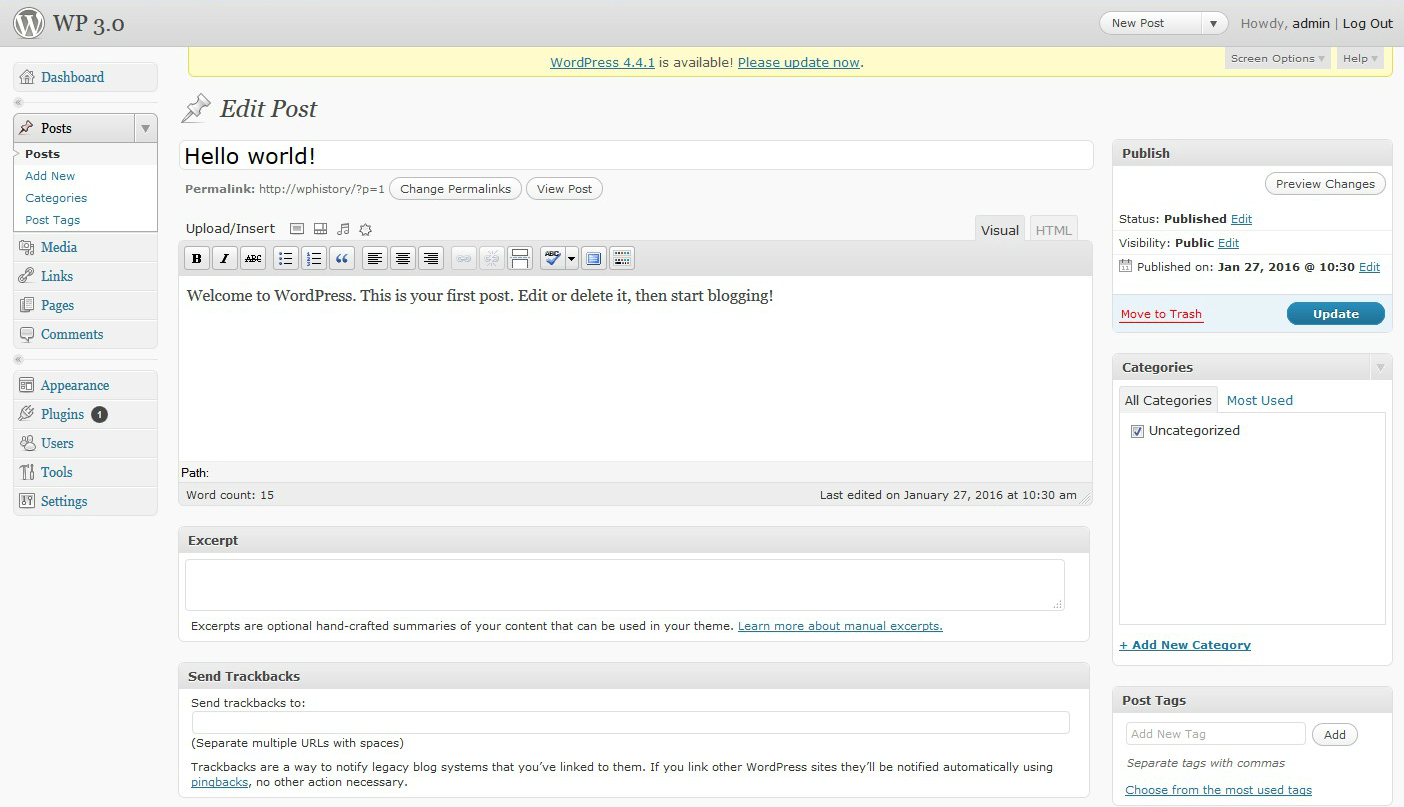 WP 3.0
New Post
Howdy, admin | Log Out
WordPress 4.4.1 is available! Please update now.
Screen Options
Help
Dashboard
Posts
Posts
Add New
Categories
Post Tags
Media
Links
Pages
Comments
Appearance
Plugins 1
Users
Tools
Settings
Edit Post
Hello world!
Permalink: http://wphistory/?p=1 Change Permalinks View Post
Upload/Insert
Visual HTML
B I ABC ABC
Welcome to WordPress. This is your first post. Edit or delete it, then start blogging!
Path:
Word count: 15 Last edited on January 27, 2016 at 10:30 am
Excerpt
Excerpts are optional hand-crafted summaries of your content that can be used in your theme. Learn more about manual excerpts.
Send Trackbacks
Send trackbacks to:
(Separate multiple URLs with spaces)
Trackbacks are a way to notify legacy blog systems that you've linked to them. If you link other WordPress sites they'll be notified automatically using
pingbacks, no other action necessary.
Publish
Preview Changes
Status: Published Edit
Visibility: Public Edit
Published on: Jan 27, 2016 @ 10:30 Edit
Move to Trash Update
Categories
All Categories Most Used
Uncategorized
+ Add New Category
Post Tags
Add New Tag Add
Separate tags with commas
Choose from the most used tags